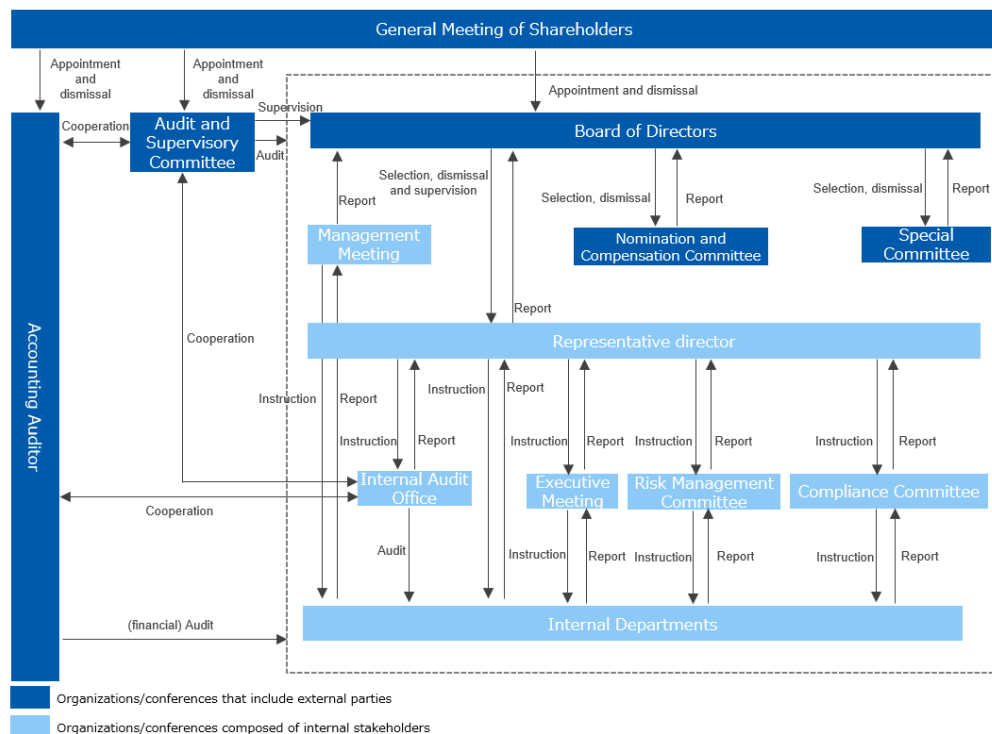 General Meeting of Shareholders
Appointment
and
dismissal
Appointment
and
dismissal
Appointment and dismissal
Supervision
Cooperation
Audit and
Supervisory
Committee
Audit
Board of Directors
Report
Selection, dismissal
and supervision
Selection, dismissal
Report
Selection, dismissal
Report
Management
Meeting
Nomination and
Compensation Committee
Special
Committee
Report
Cooperation
Representative director
Accounting Auditor
Instruction
Report
Instruction
Report
Instruction
Report
Instruction
Report
Instruction
Report
Instruction
Report
Internal Audit
Office
Executive
Meeting
Risk Management
Committee
Compliance Committee
Cooperation
Audit
Instruction
Report
Instruction
Report
Instruction
Report
(financial) Audit
Internal Departments
Organizations/conferences that include external parties
Organizations/conferences composed of internal stakeholders